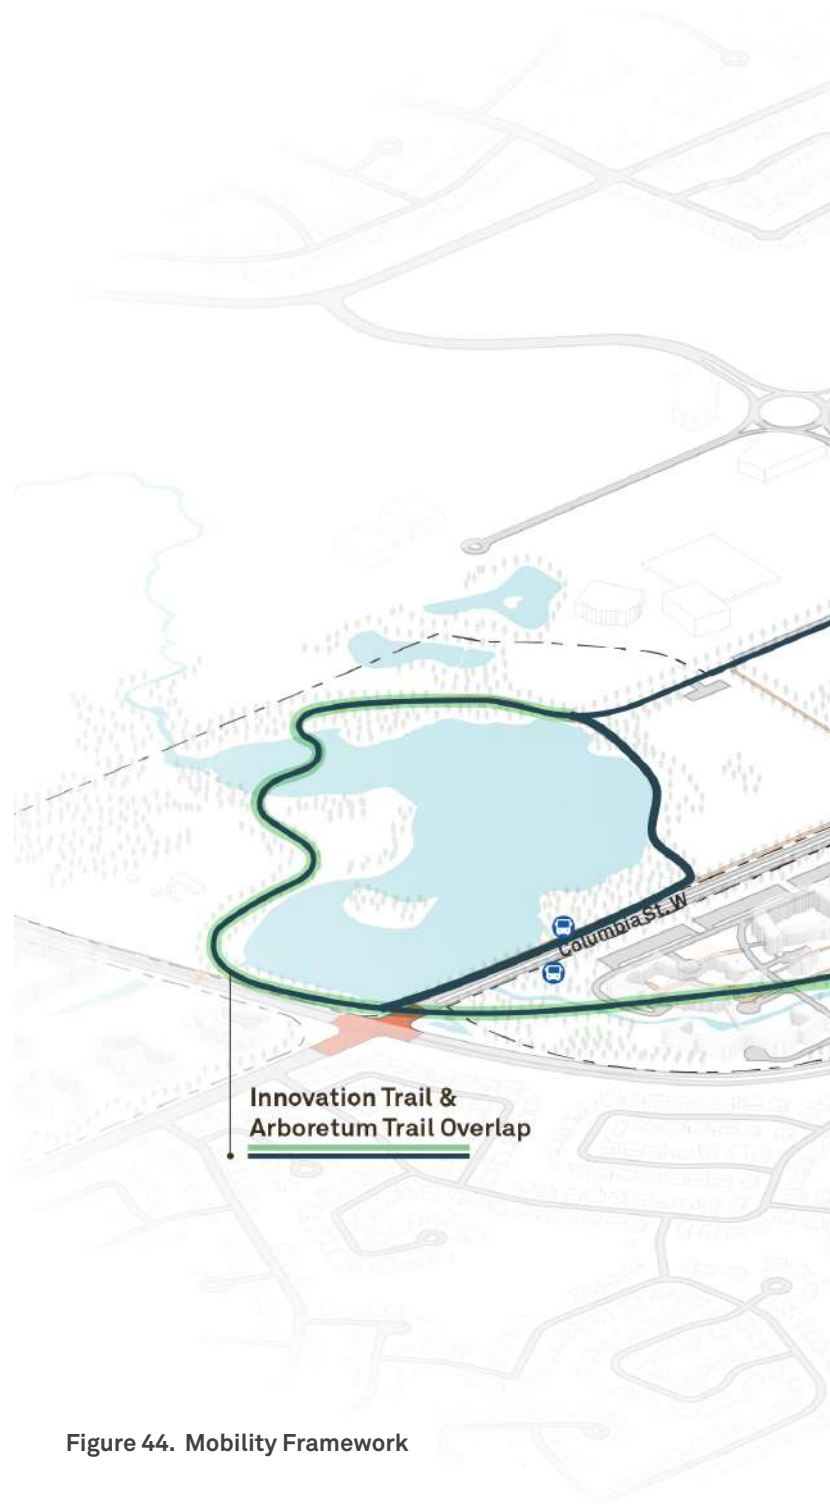 Columbia St. W
Innovation Trail &
Arboretum Trail Overlap
Figure 44. Mobility Framework